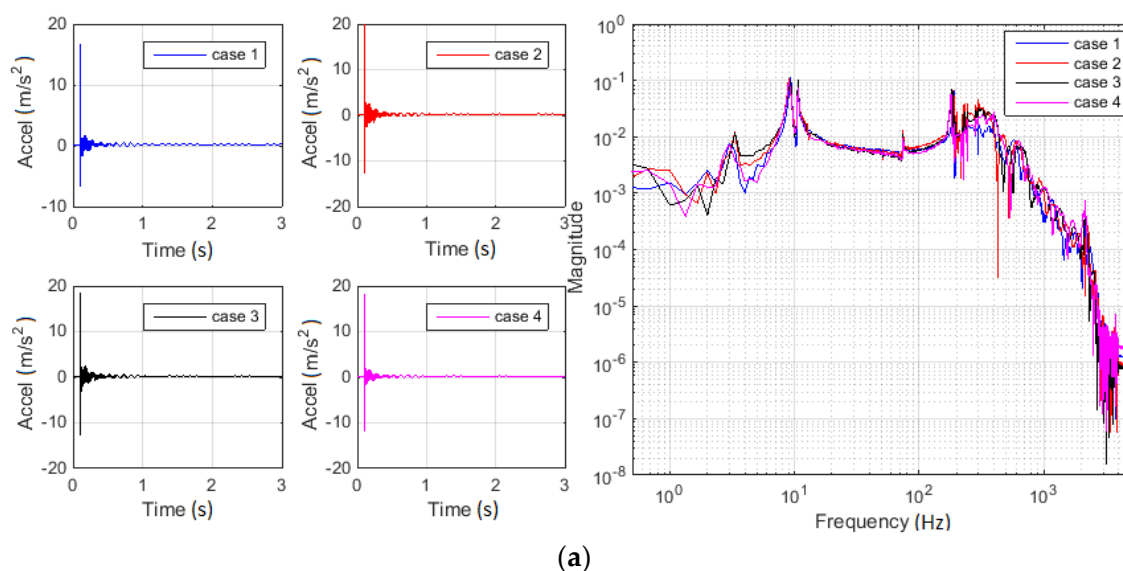 20
10
0
-10
Accel (m/s²)
0 1 2 3
Time (s)
case 1
20
10
0
-10
-20
Accel (m/s²)
0 1 2 3
Time (s)
case 2
20
10
0
-10
-20
Accel (m/s²)
0 1 2 3
Time (s)
case 3
20
10
0
-10
-20
Accel (m/s²)
0 1 2 3
Time (s)
case 4
10⁰
10⁻¹
10⁻²
10⁻³
10⁻⁴
10⁻⁵
10⁻⁶
10⁻⁷
10⁻⁸
Magnitude
case 1
case 2
case 3
case 4
10⁰ 10¹ 10² 10³
Frequency (Hz)
(a)